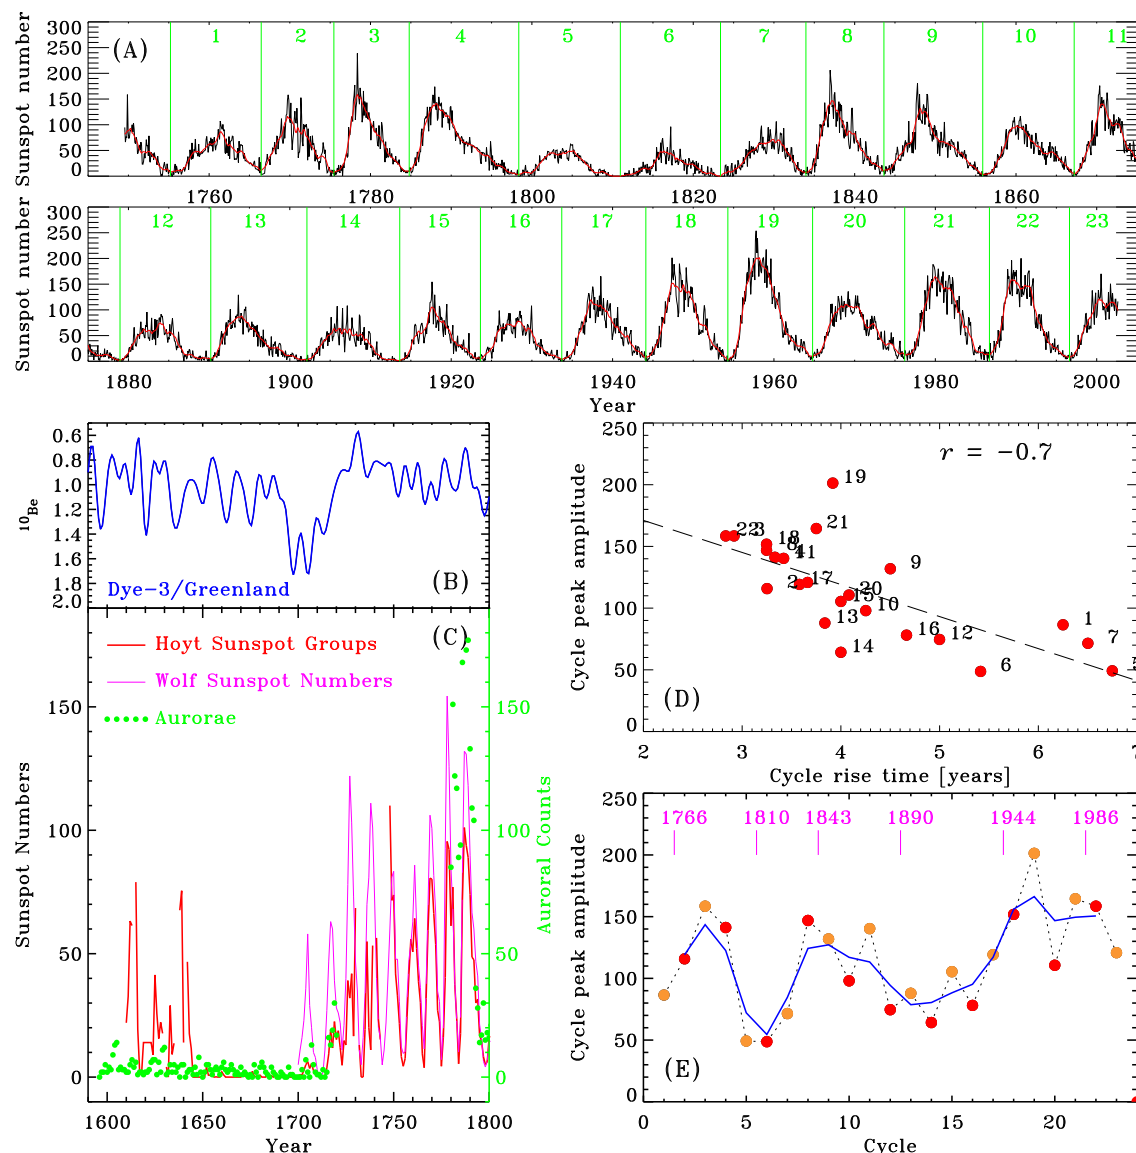 (A)
Sunspot number
300
250
200
150
100
50
0
1 2 3 4 5 6 7 8 9 10 11
1760 1780 1800 1820 1840 1860
Sunspot number
300
250
200
150
100
50
0
12 13 14 15 16 17 18 19 20 21 22 23
1880 1900 1920 1940 1960 1980 2000
Year
10Be
0.6
0.8
1.0
1.2
1.4
1.6
1.8
2.0
Dye-3/Greenland
(B)
(C)
Hoyt Sunspot Groups
Wolf Sunspot Numbers
Aurorae
Sunspot Numbers
150
100
50
0
Auroral Counts
150
100
50
0
1600 1650 1700 1750 1800
Year
Cycle peak amplitude
250
200
150
100
50
0
r = −0.7
19
21
22 3
18
8
4
11
9
2 17
20
15
10
13
16 12
14
1
7
6
5
(D)
2 3 4 5 6 7
Cycle rise time [years]
Cycle peak amplitude
250
200
150
100
50
0
1766 1810 1843 1890 1944 1986
(E)
0 5 10 15 20
Cycle